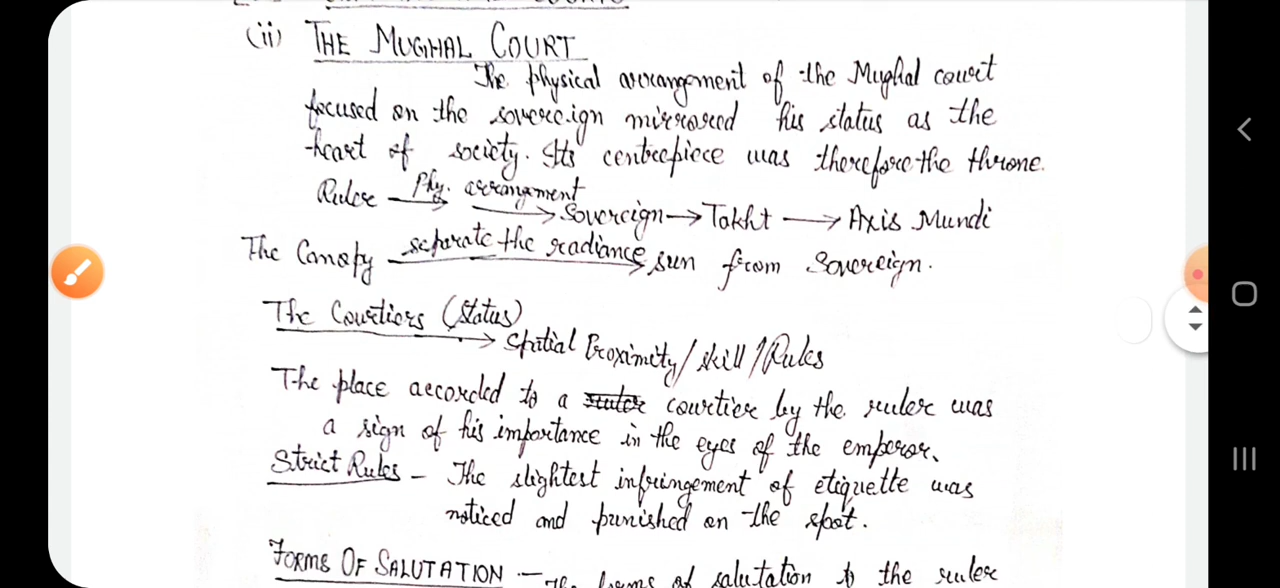 (ii) THE MUGHAL COURT
The physical arrangement of the Mughal court
focused on the sovereign mirrored his status as the
heart of society. Its centrepiece was therefore the throne.
Ruler → Phy. arrangement → Sovereign → Takht → Axis Mundi
The Canopy separate the radiance → sun from Sovereign.
The Courtiers (Status)
→ Spatial Proximity / skill / Rules
The place accorded to a courtier by the ruler was
a sign of his importance in the eyes of the emperor.
Strict Rules - The slightest infringement of etiquette was
noticed and punished on the spot.
FORMS OF SALUTATION - The forms of salutation to the ruler